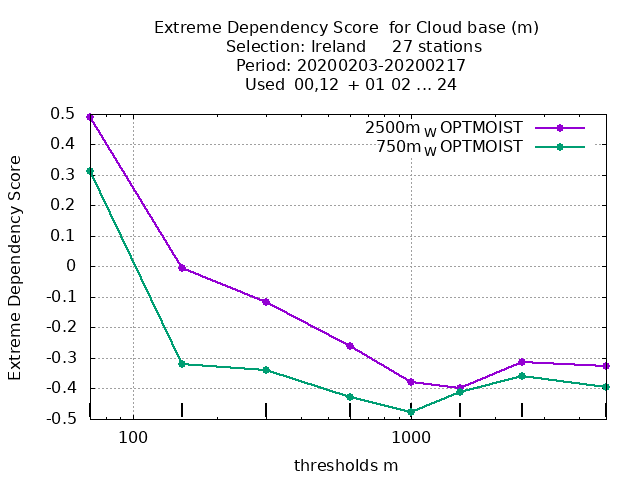 Extreme Dependency Score for Cloud base (m)
Selection: Ireland 27 stations
Period: 20200203-20200217
Used 00,12 + 01 02 ... 24
2500m W OPTMOIST
750m W OPTMOIST
Extreme Dependency Score
0.5
0.4
0.3
0.2
0.1
0
-0.1
-0.2
-0.3
-0.4
-0.5
100 1000
thresholds m